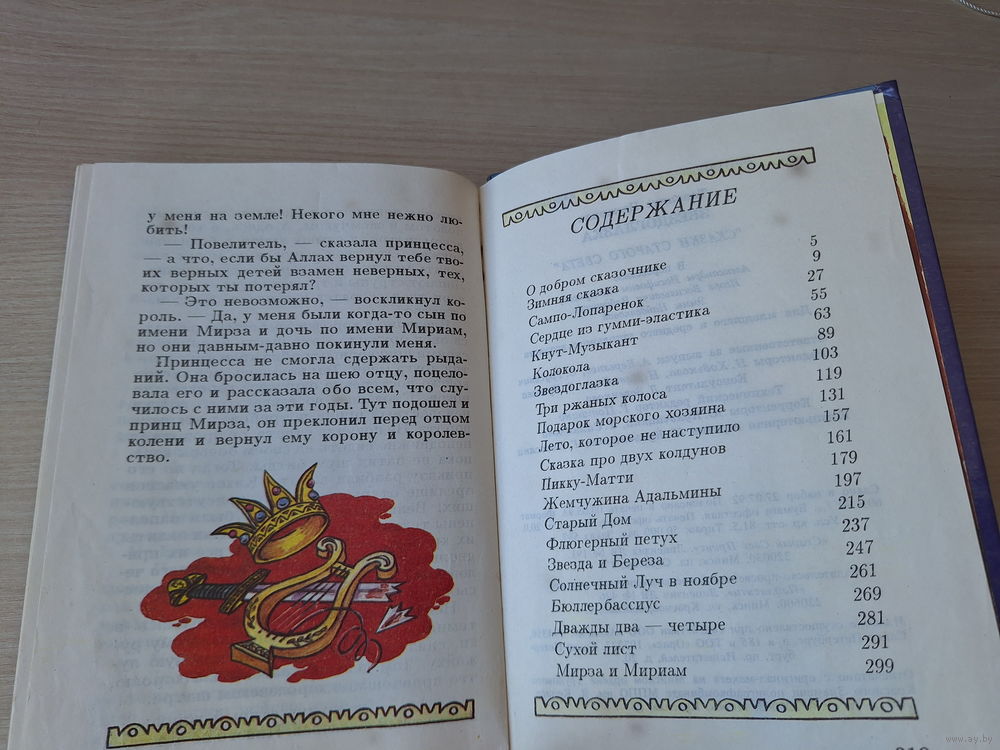 у меня на земле! Некого мне нежно лю-
бить!
— Повелитель, — сказала принцесса,
— а что, если бы Аллах вернул тебе тво-
их верных детей взамен неверных, тех,
которых ты потерял?
— Это невозможно, — воскликнул ко-
роль. — Да, у меня были когда-то сын по
имени Мирза и дочь по имени Мириам,
но они давным-давно покинули меня.
Принцесса не смогла сдержать рыда-
ний. Она бросилась на шею отцу, поцело-
вала его и рассказала обо всем, что слу-
чилось с ними за эти годы. Тут подошел и
принц Мирза, он преклонил перед отцом
колени и вернул ему корону и королев-
ство.
СОДЕРЖАНИЕ
О добром сказочнике 5
Зимняя сказка 9
Сампо-Лопаренок 27
Сердце из гумми-эластика 55
Кнут-Музыкант 63
Колокола 89
Звездоглазка 103
Три ржаных колоса 119
Подарок морского хозяина 131
Лето, которое не наступило 157
Сказка про двух колдунов 161
Пикку-Матти 179
Жемчужина Адальмины 197
Старый Дом 215
Флюгерный петух 237
Звезда и Береза 247
Солнечный Луч в ноябре 261
Бюллербассиус 269
Дважды два — четыре 281
Сухой лист 291
Мирза и Мириам 299
www.ay.by